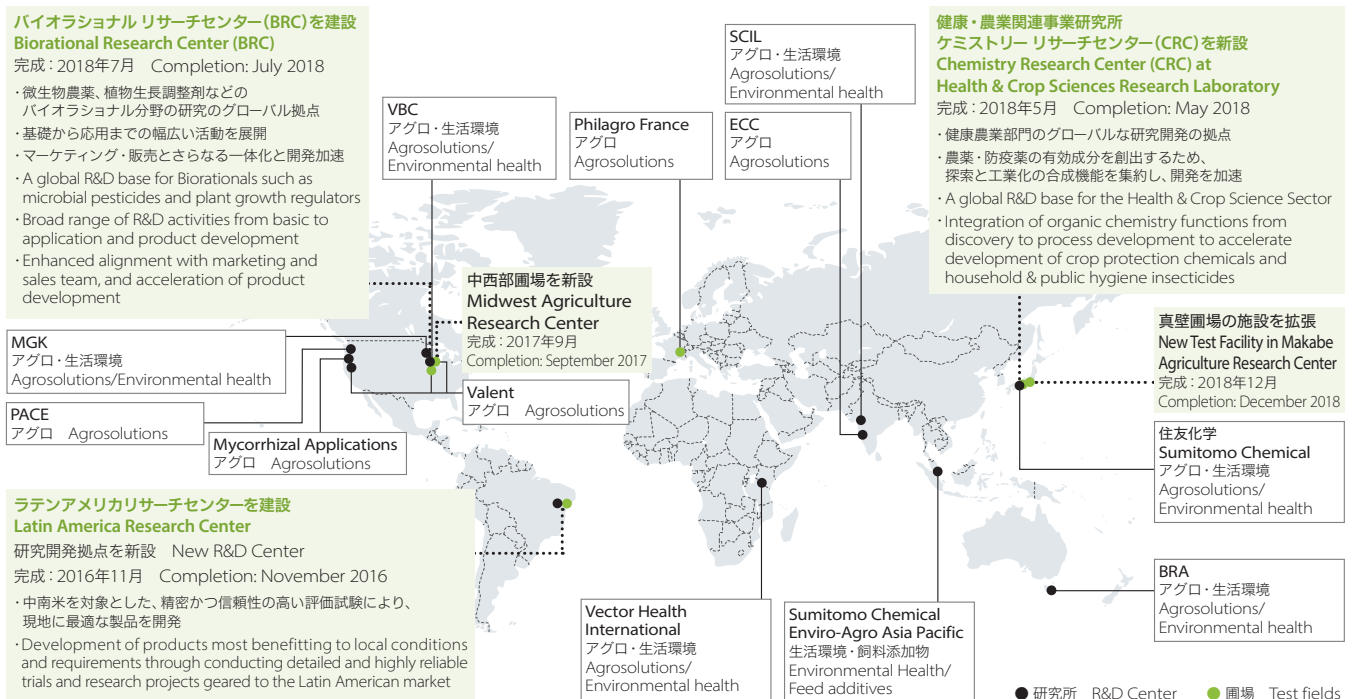 バイオラショナル リサーチセンター(BRC)を建設
Biorational Research Center (BRC)
完成:2018年7月 Completion: July 2018
・微生物農薬、植物生長調整剤などの
バイオラショナル分野の研究のグローバル拠点
・基礎から応用までの幅広い活動を展開
・マーケティング・販売とさらなる一体化と開発加速
・A global R&D base for Biorationals such as
microbial pesticides and plant growth regulators
・Broad range of R&D activities from basic to
application and product development
・Enhanced alignment with marketing and
sales team, and acceleration of product
development
VBC
アグロ・生活環境
Agrosolutions/
Environmental health
Philagro France
アグロ
Agrosolutions
SCIL
アグロ・生活環境
Agrosolutions/
Environmental health
ECC
アグロ
Agrosolutions
健康・農業関連事業研究所
ケミストリー リサーチセンター(CRC)を新設
Chemistry Research Center (CRC) at
Health & Crop Sciences Research Laboratory
完成:2018年5月 Completion: May 2018
・健康農業部門のグローバルな研究開発の拠点
・農薬・防疫薬の有効成分を創出するため、
探索と工業化の合成機能を集約し、開発を加速
・A global R&D base for the Health & Crop Science Sector
・Integration of organic chemistry functions from
discovery to process development to accelerate
development of crop protection chemicals and
household & public hygiene insecticides
中西部圃場を新設
Midwest Agriculture
Research Center
完成:2017年9月
Completion: September 2017
MGK
アグロ・生活環境
Agrosolutions/Environmental health
PACE
アグロ Agrosolutions
Mycorrhizal Applications
アグロ Agrosolutions
Valent
アグロ Agrosolutions
真壁圃場の施設を拡張
New Test Facility in Makabe
Agriculture Research Center
完成:2018年12月
Completion: December 2018
住友化学
Sumitomo Chemical
アグロ・生活環境
Agrosolutions/
Environmental health
ラテンアメリカリサーチセンターを建設
Latin America Research Center
研究開発拠点を新設 New R&D Center
完成:2016年11月 Completion: November 2016
・中南米を対象とした、精密かつ信頼性の高い評価試験により、
現地に最適な製品を開発
・Development of products most benefitting to local conditions
and requirements through conducting detailed and highly reliable
trials and research projects geared to the Latin American market
Vector Health
International
アグロ・生活環境
Agrosolutions/
Environmental health
Sumitomo Chemical
Enviro-Agro Asia Pacific
生活環境・飼料添加物
Environmental Health/
Feed additives
BRA
アグロ・生活環境
Agrosolutions/
Environmental health
研究所 R&D Center 圃場 Test fields